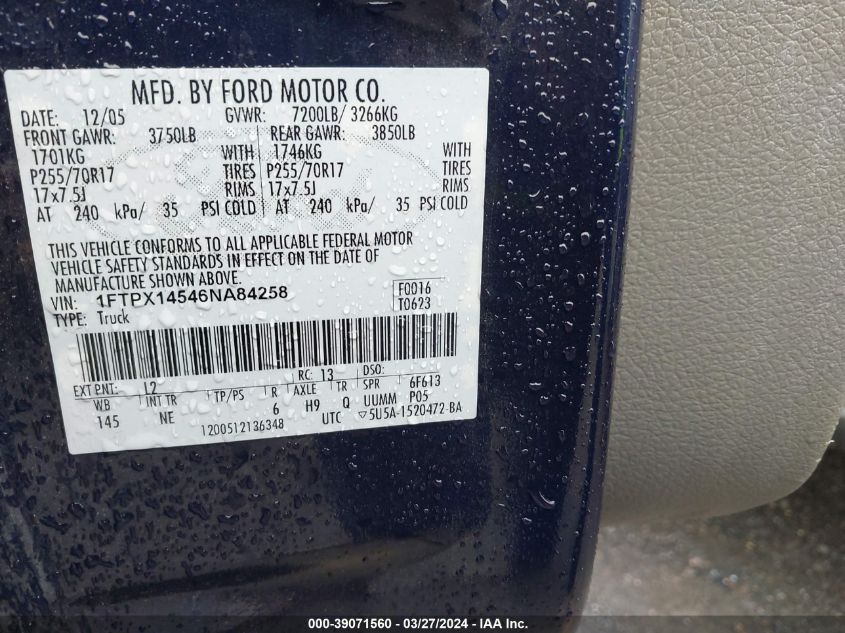 MFD. BY FORD MOTOR CO.
DATE: 12/05 GVWR: 7200LB/ 3266KG
FRONT GAWR: 3750LB REAR GAWR: 3850LB
1701KG WITH 1746KG WITH
P255/70R17 TIRES P255/70R17 TIRES
17x7.5J RIMS 17x7.5J RIMS
AT 240 kPa/ 35 PSI COLD AT 240 kPa/ 35 PSI COLD
THIS VEHICLE CONFORMS TO ALL APPLICABLE FEDERAL MOTOR
VEHICLE SAFETY STANDARDS IN EFFECT ON THE DATE OF
MANUFACTURE SHOWN ABOVE.
VIN: 1FTPX14546NA84258 F0016
TYPE: Truck T0623
EXT PNT: L2 RC: 13 DSO:
WB INT TR TP/PS R AXLE TR SPR 6F613
145 NE 6 H9 Q UUMM P05
1200512136348 UTC ▽5U5A-1520472-BA
000-39071560 - 03/27/2024 - IAA Inc.